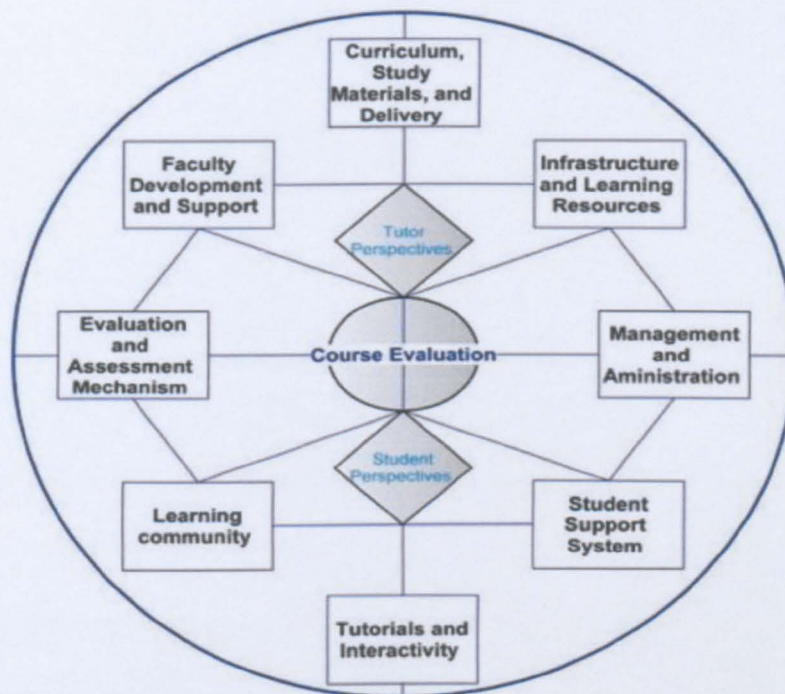 Curriculum,
Study
Materials, and
Delivery
Faculty
Development
and Support
Infrastructure
and Learning
Resources
Tutor
Perspectives
Evaluation
and
Assessment
Mechanism
Course Evaluation
Management
and
Aministration
Student
Perspectives
Learning
community
Student
Support
System
Tutorials and
Interactivity